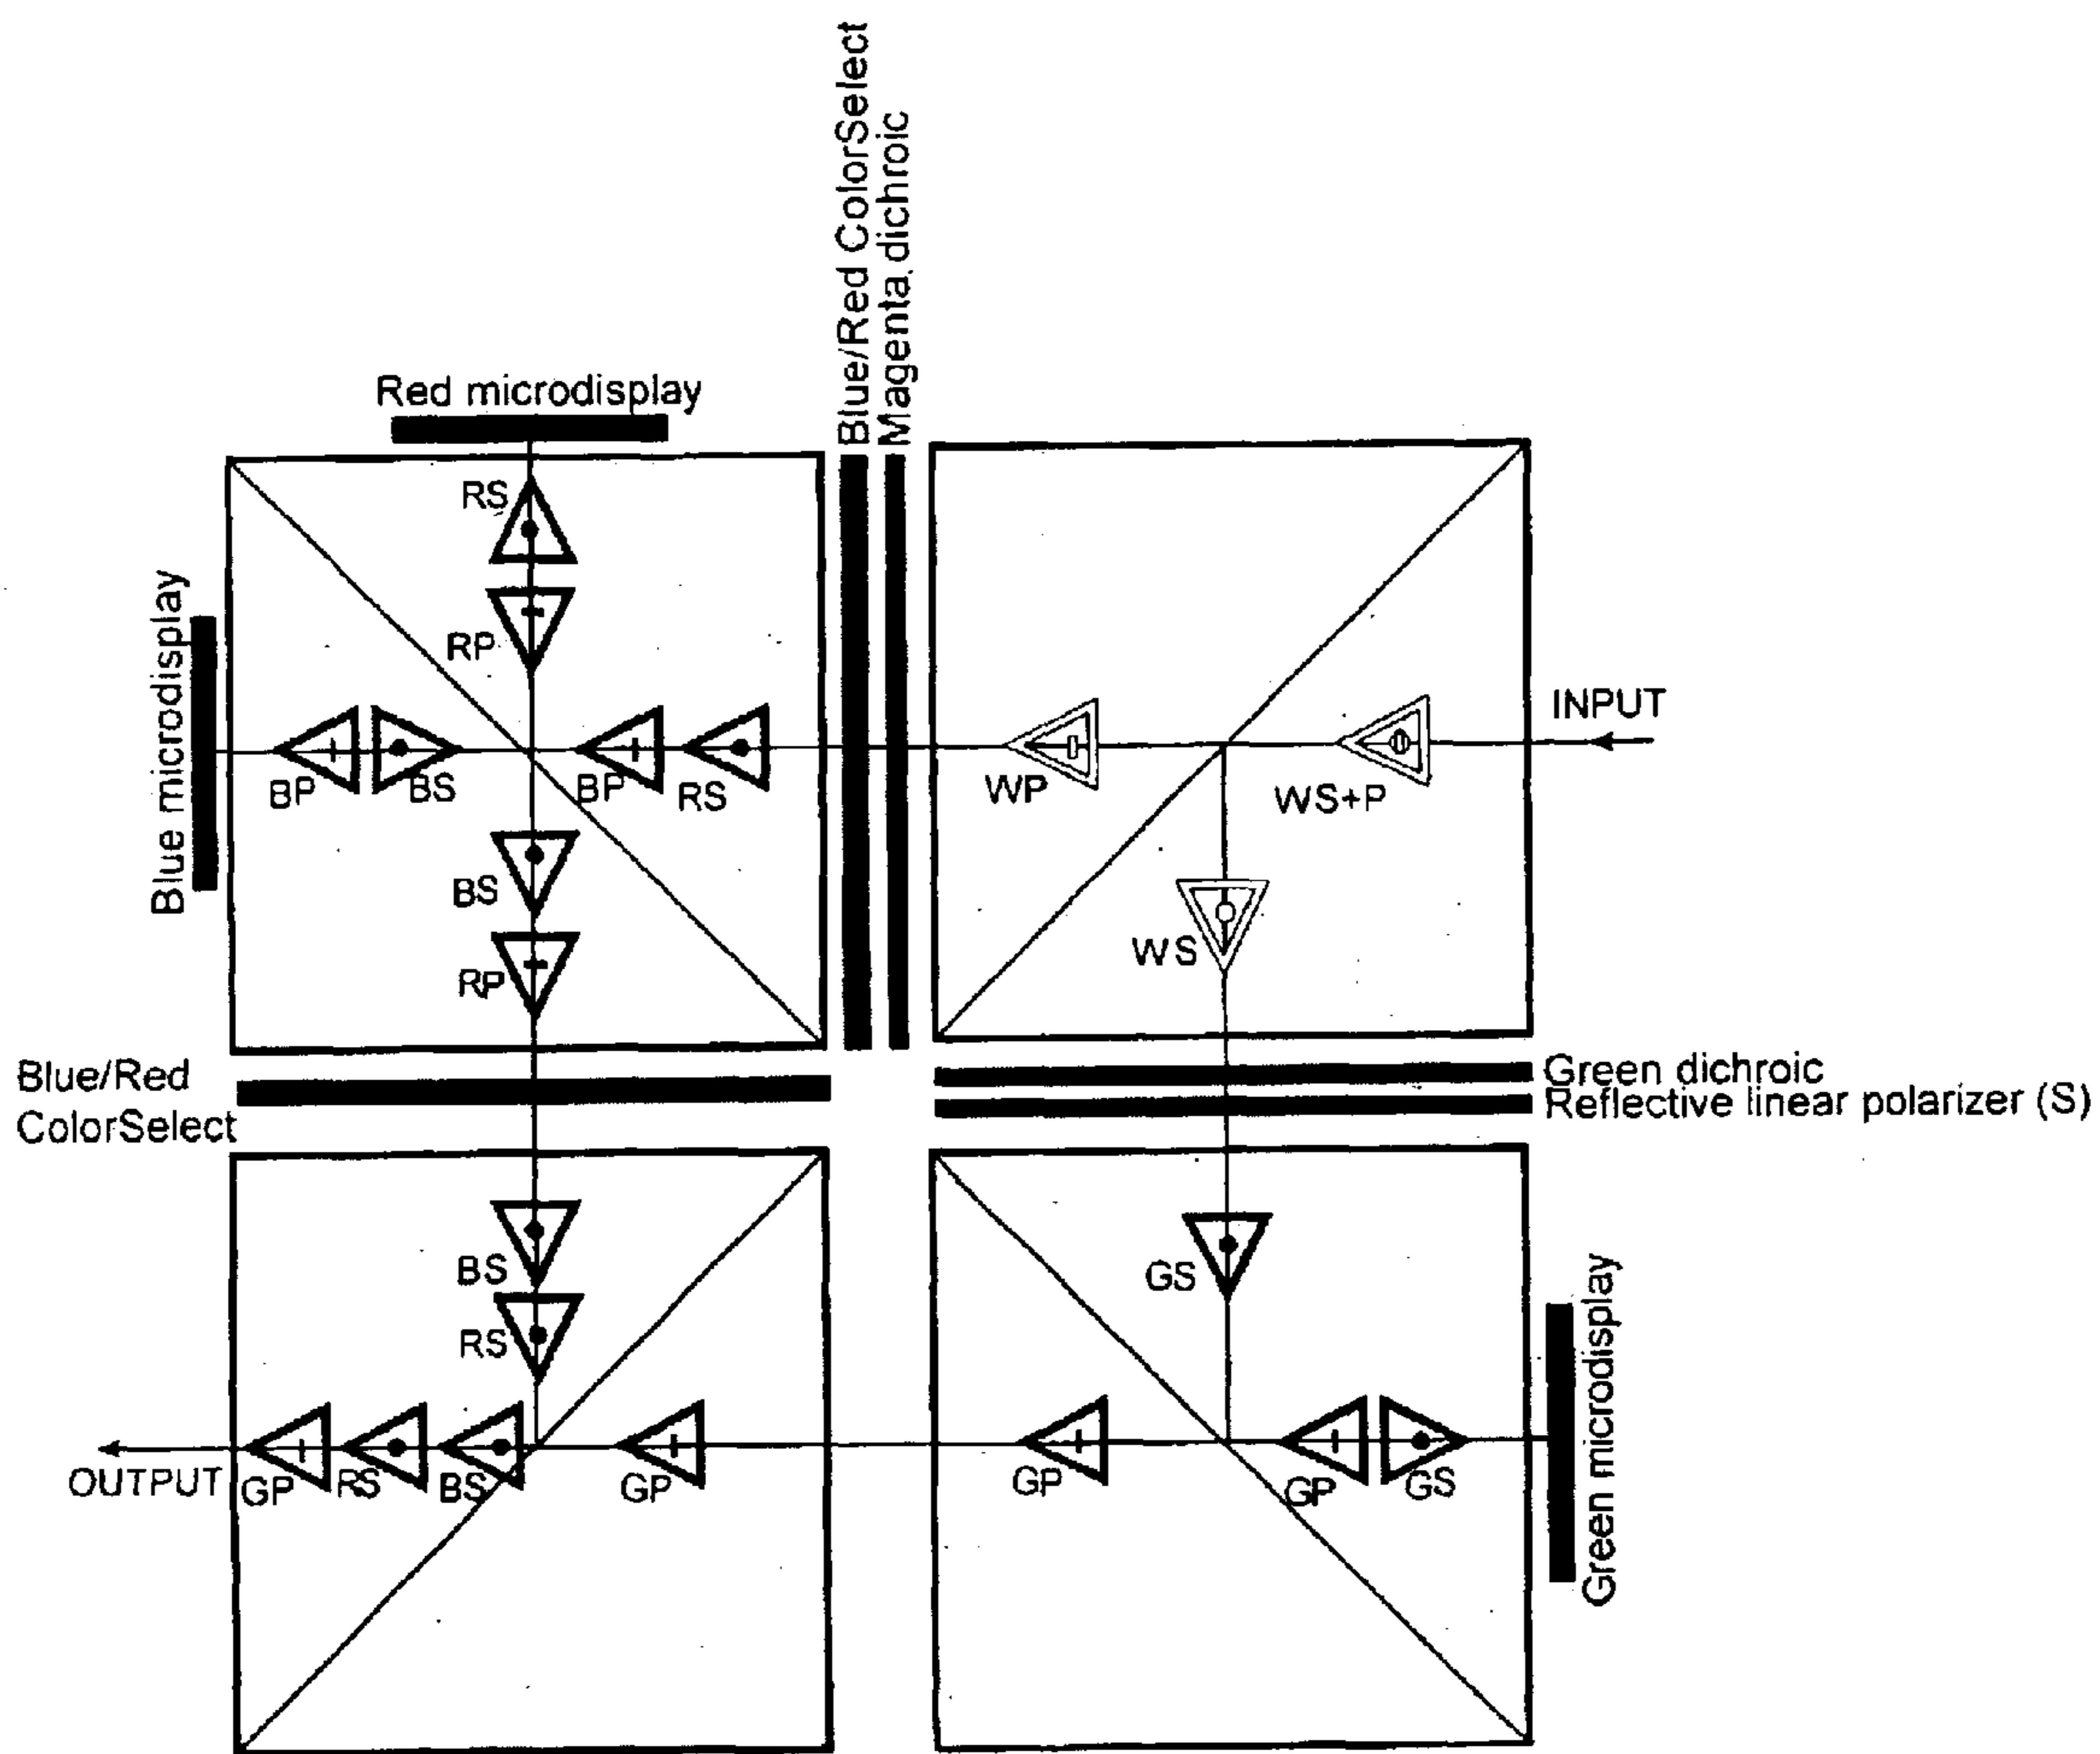 Blue/Red ColorSelect
Magenta dichroic
Red microdisplay
RS
RP
Blue microdisplay
BP
BS
BP
RS
WP
WS+P
INPUT
BS
RP
WS
Blue/Red
ColorSelect
Green dichroic
Reflective linear polarizer (S)
BS
RS
GS
Green microdisplay
OUTPUT
GP
RS
BS
GP
GP
GP
GS